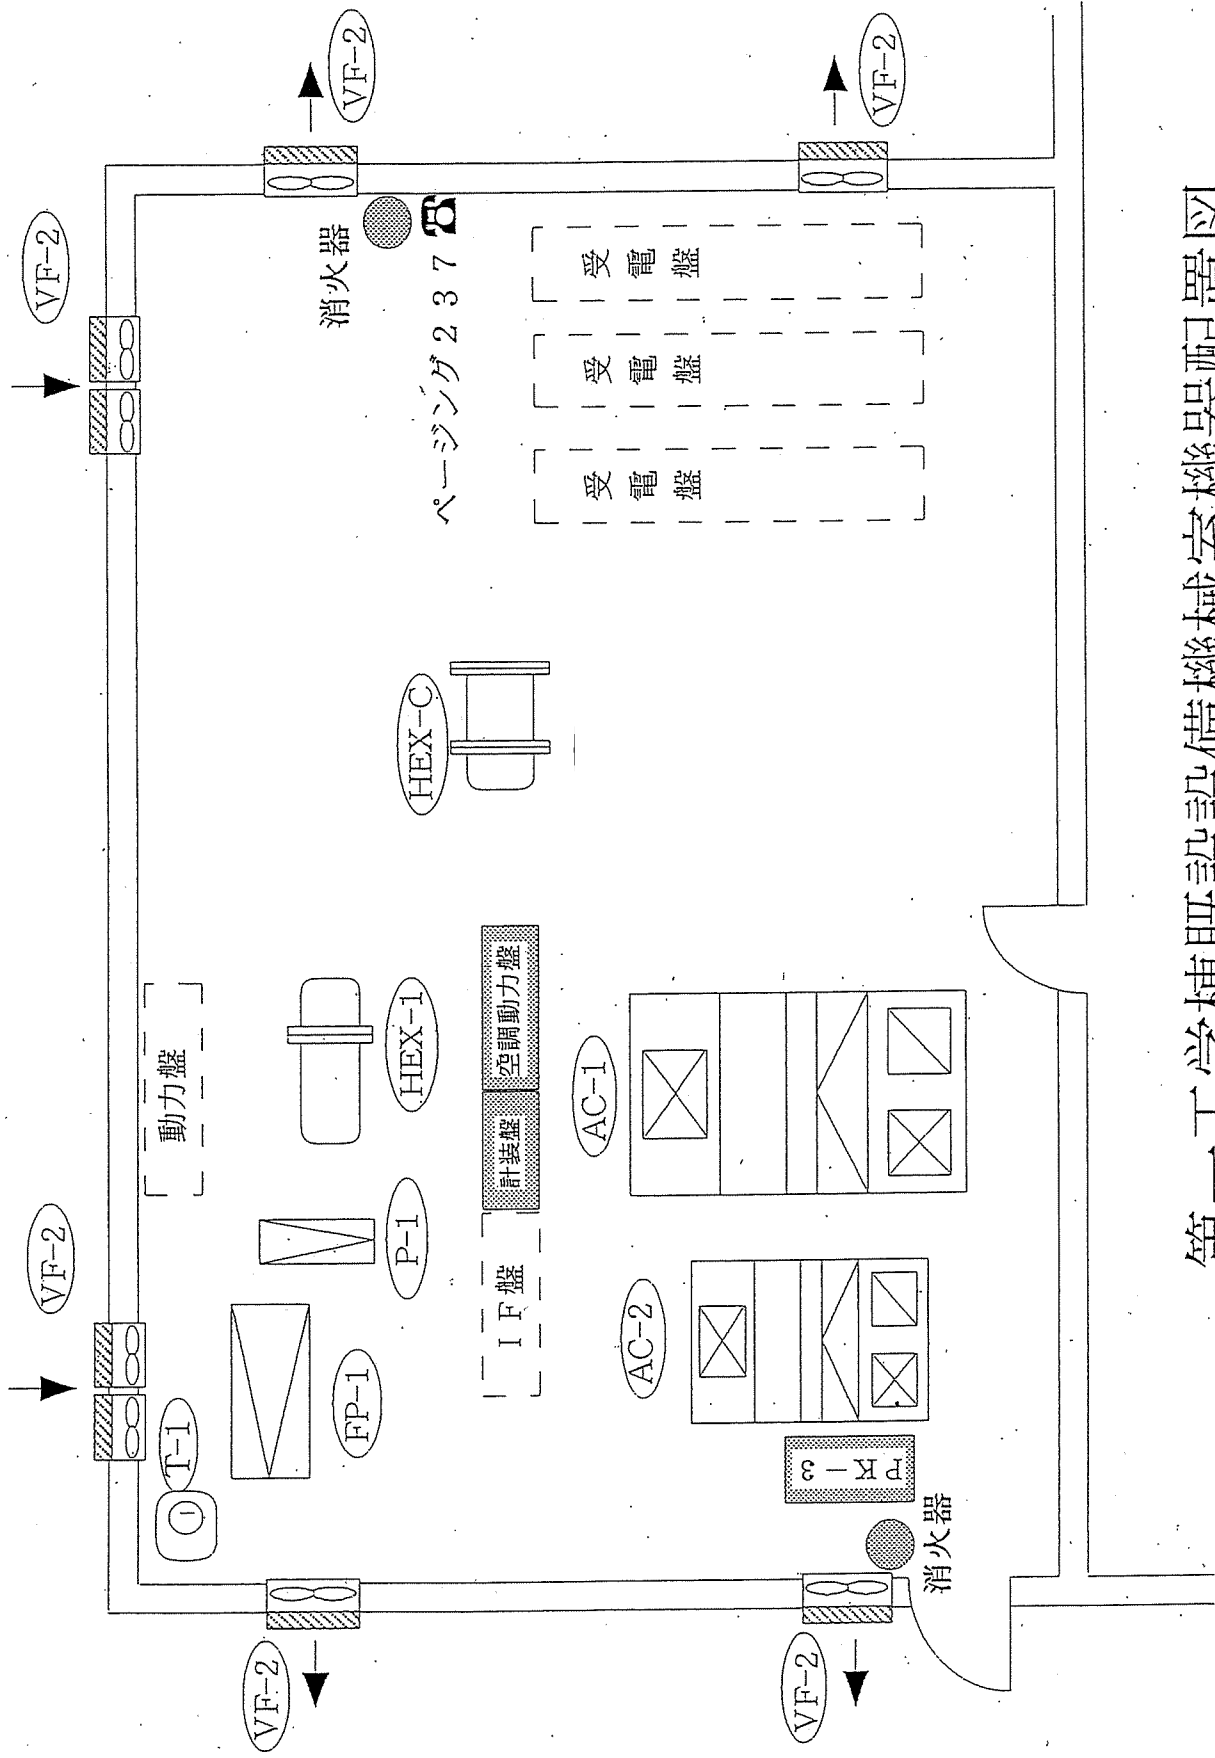 VF-2
VF-2
T-1
FP-1
P-1
動力盤
HEX-1
HEX-C
消火器
ページング237☎
VF-2
VF-2
IF盤
計装盤
空調動力盤
受電盤
受電盤
受電盤
AC-2
AC-1
PK-3
消火器
VF-2
VF-2